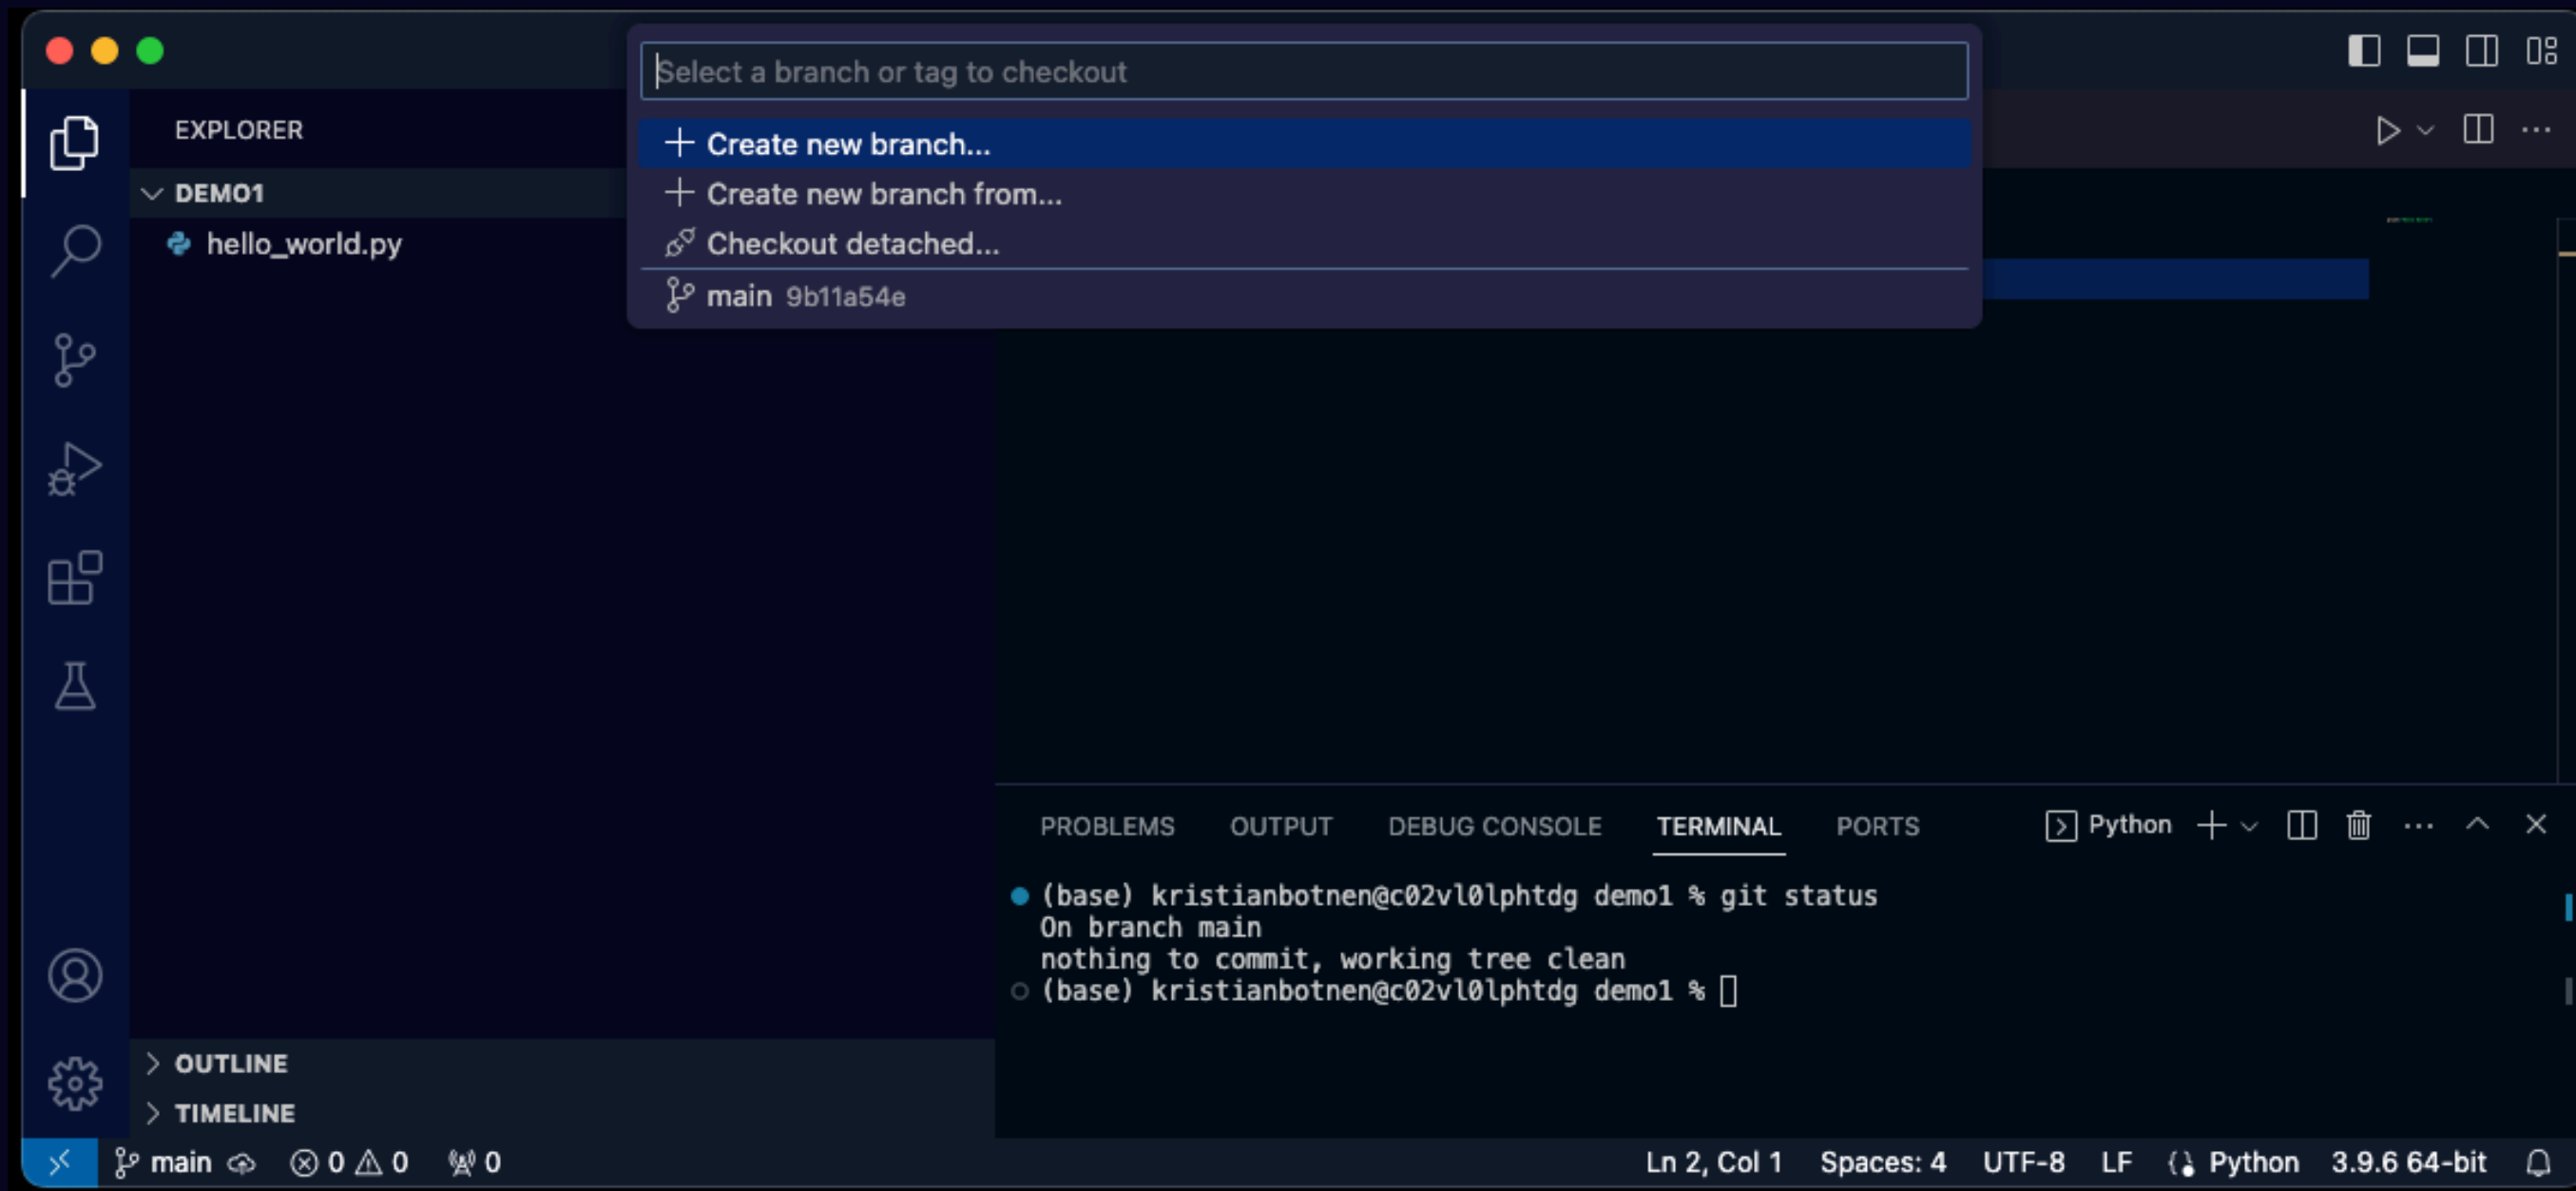 Select a branch or tag to checkout
Create new branch...
Create new branch from...
Checkout detached...
main 9b11a54e
EXPLORER
DEMO1
hello_world.py
PROBLEMS OUTPUT DEBUG CONSOLE TERMINAL PORTS Python
(base) kristianbotnen@c02vl0lphtdg demo1 % git status
On branch main
nothing to commit, working tree clean
(base) kristianbotnen@c02vl0lphtdg demo1 %
OUTLINE
TIMELINE
main 0 0 0 Ln 2, Col 1 Spaces: 4 UTF-8 LF Python 3.9.6 64-bit